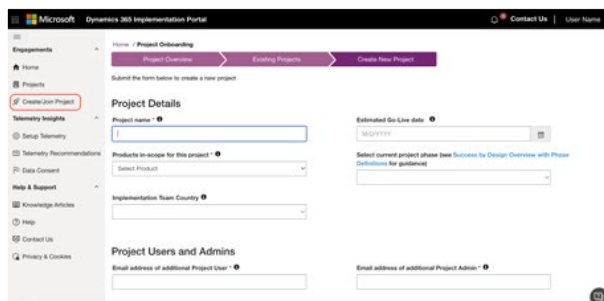 Microsoft Dynamics 365 Implementation Portal
Contact Us | User Name
Engagements
Home
Projects
Create/Join Project
Telemetry Insights
Setup Telemetry
Telemetry Recommendations
Data Consent
Help & Support
Knowledge Articles
Help
Contact Us
Privacy & Cookies
Home / Project Onboarding
Project Overview
Existing Projects
Create New Project
Submit the form below to create a new project
Project Details
Project name *
Estimated Go-Live date
M/D/YYYY
Products in-scope for this project *
Select Product
Select current project phase (see Success by Design Overview with Phase
Definitions for guidance)
Implementation Team Country
Project Users and Admins
Email address of additional Project User *
Email address of additional Project Admin *